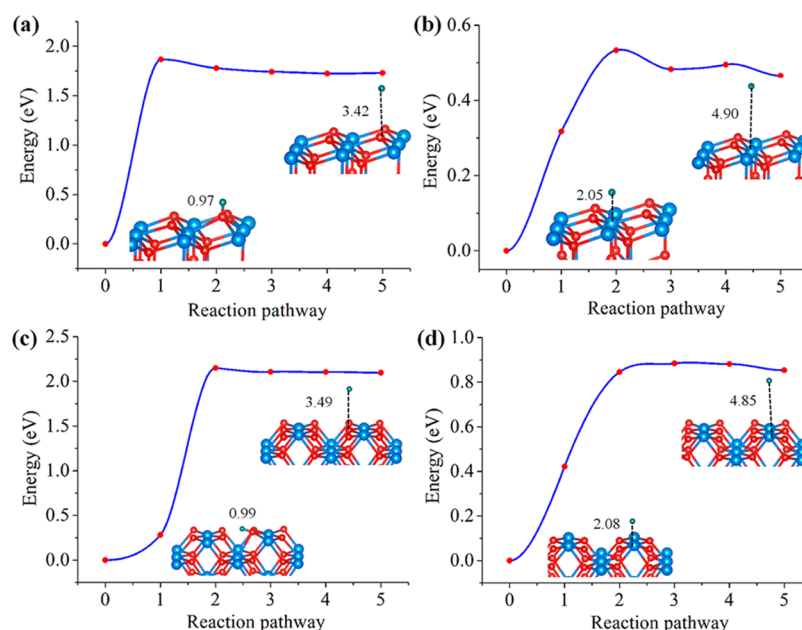 (a)
Energy (eV)
2.0
1.5
1.0
0.5
0.0
3.42
0.97
0 1 2 3 4 5
Reaction pathway
(b)
Energy (eV)
0.6
0.4
0.2
0.0
4.90
2.05
0 1 2 3 4 5
Reaction pathway
(c)
Energy (eV)
2.5
2.0
1.5
1.0
0.5
0.0
3.49
0.99
0 1 2 3 4 5
Reaction pathway
(d)
Energy (eV)
1.0
0.8
0.6
0.4
0.2
0.0
4.85
2.08
0 1 2 3 4 5
Reaction pathway